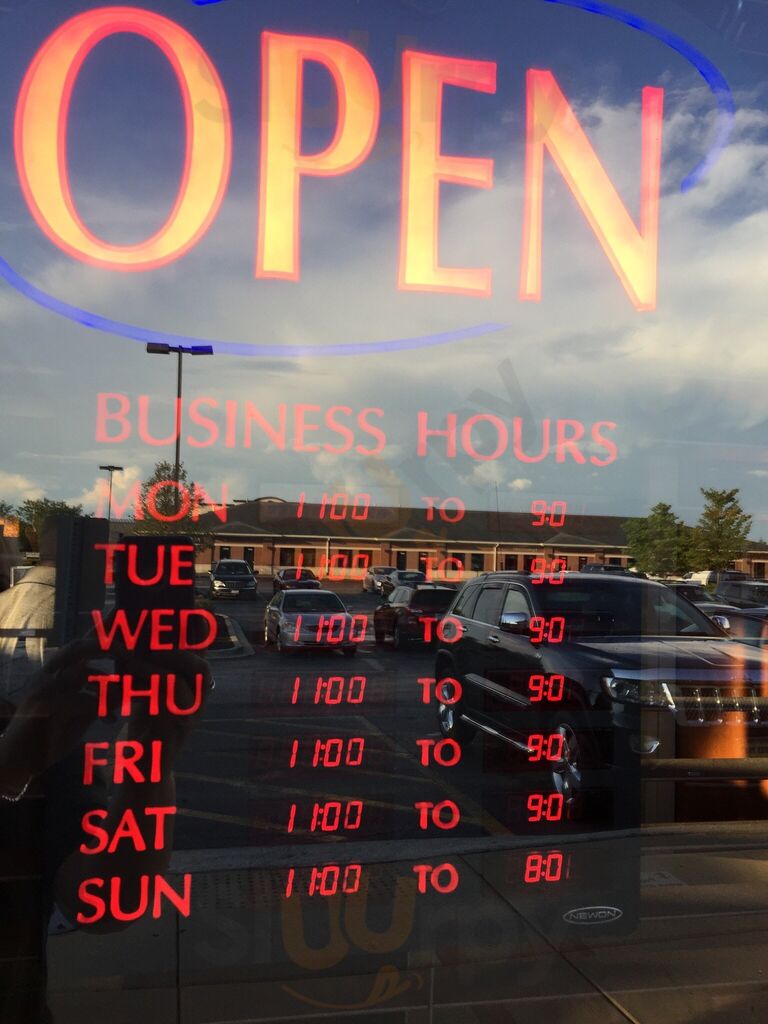 OPEN
BUSINESS HOURS
MON 11:00 TO 9:0
TUE 11:00 TO 9:0
WED 11:00 TO 9:0
THU 11:00 TO 9:0
FRI 11:00 TO 9:0
SAT 11:00 TO 9:0
SUN 11:00 TO 8:0
NEWON
sluurpy